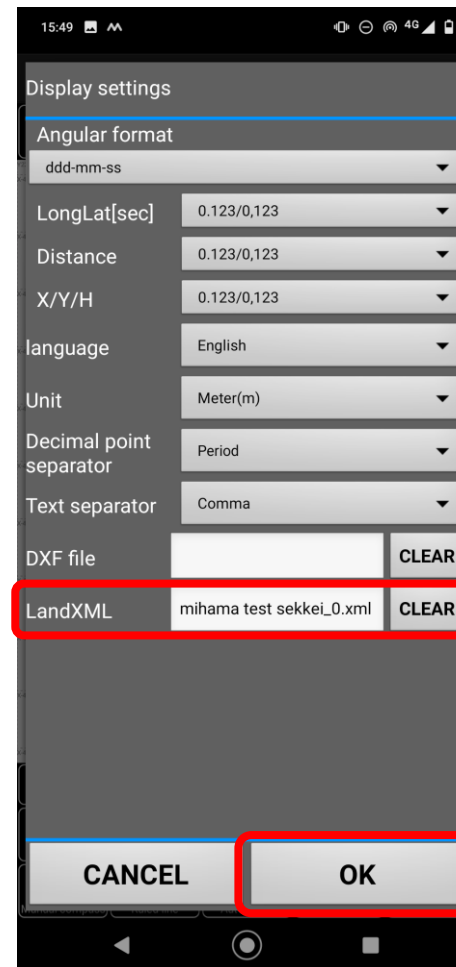 15:49
4G
Display settings
Angular format
ddd-mm-ss
LongLat[sec] 0.123/0,123
Distance 0.123/0,123
X/Y/H 0.123/0,123
language English
Unit Meter(m)
Decimal point
separator Period
Text separator Comma
DXF file CLEAR
LandXML mihama test sekkei_0.xml CLEAR
CANCEL OK